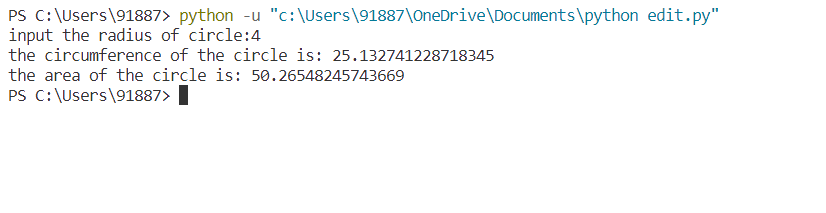 PS C:\Users\91887> python -u "c:\Users\91887\OneDrive\Documents\python edit.py"
input the radius of circle:4
the circumference of the circle is: 25.132741228718345
the area of the circle is: 50.26548245743669
PS C:\Users\91887>